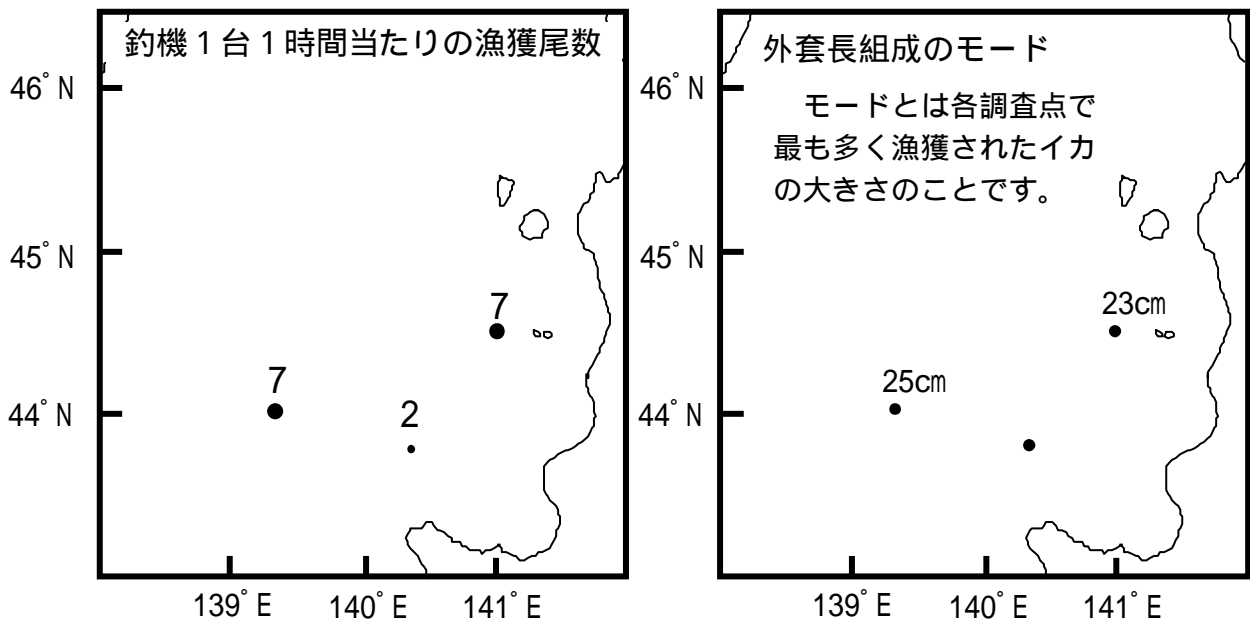 釣機１台１時間当たりの漁獲尾数
46°N
45°N
44°N
7
7
2
139°E
140°E
141°E
外套長組成のモード
モードとは各調査点で
最も多く漁獲されたイカ
の大きさのことです。
46°N
45°N
44°N
23㎝
25㎝
139°E
140°E
141°E